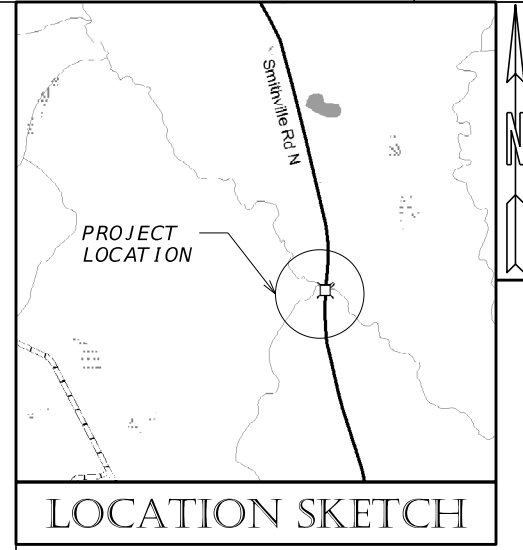 Smithville Rd N
N
PROJECT
LOCATION
LOCATION SKETCH